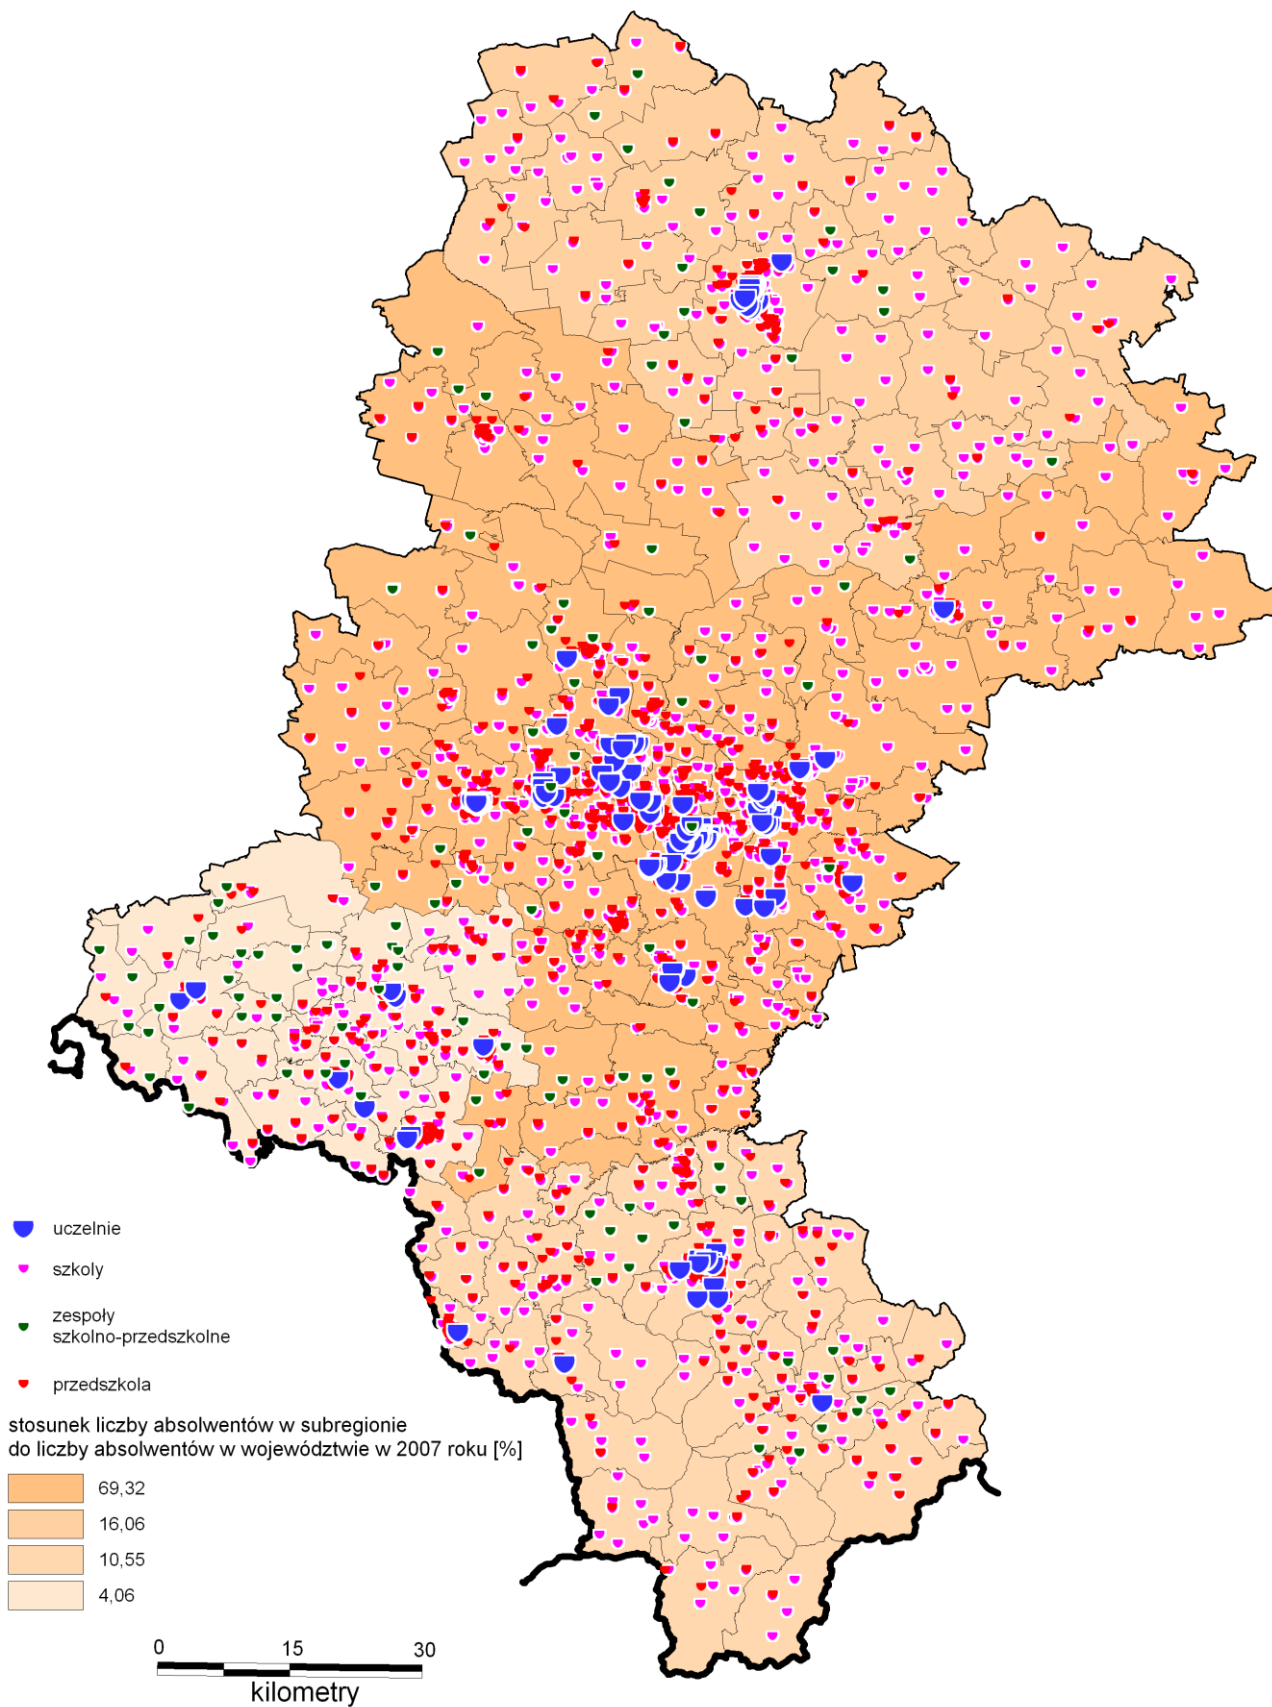 uczelnie
szkoly
zespoły
szkolno-przedszkolne
przedszkola
stosunek liczby absolwentów w subregionie
do liczby absolwentów w województwie w 2007 roku [%]
69,32
16,06
10,55
4,06
0 15 30
kilometry